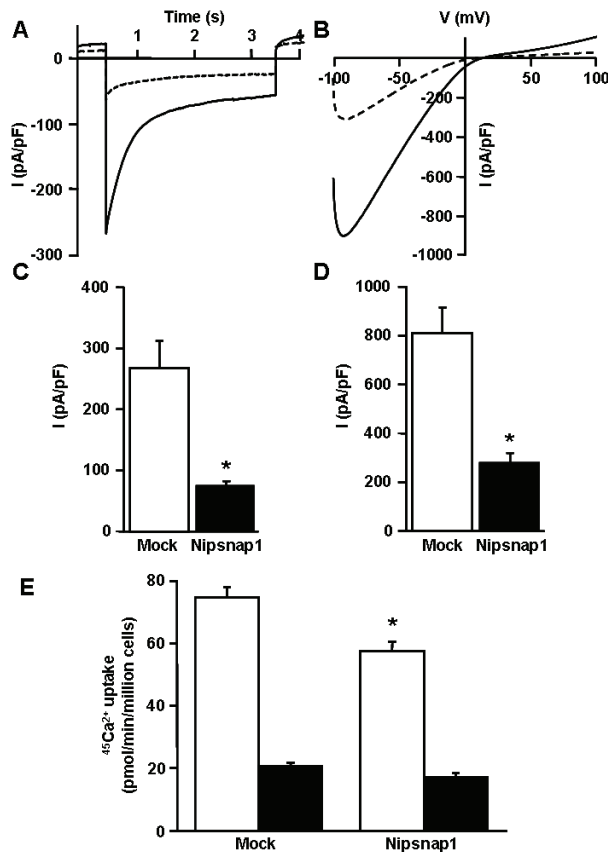 A
Time (s)
1 2 3 4
0
-100
-200
-300
I (pA/pF)
B
V (mV)
-100 -50 0 50 100
-200
-400
-600
-800
-1000
I (pA/pF)
C
400
300
200
100
0
I (pA/pF)
Mock Nipsnap1
*
D
1000
800
600
400
200
0
I (pA/pF)
Mock Nipsnap1
*
E
80
60
40
20
0
⁴⁵Ca²⁺ uptake
(pmol/min/million cells)
*
Mock Nipsnap1